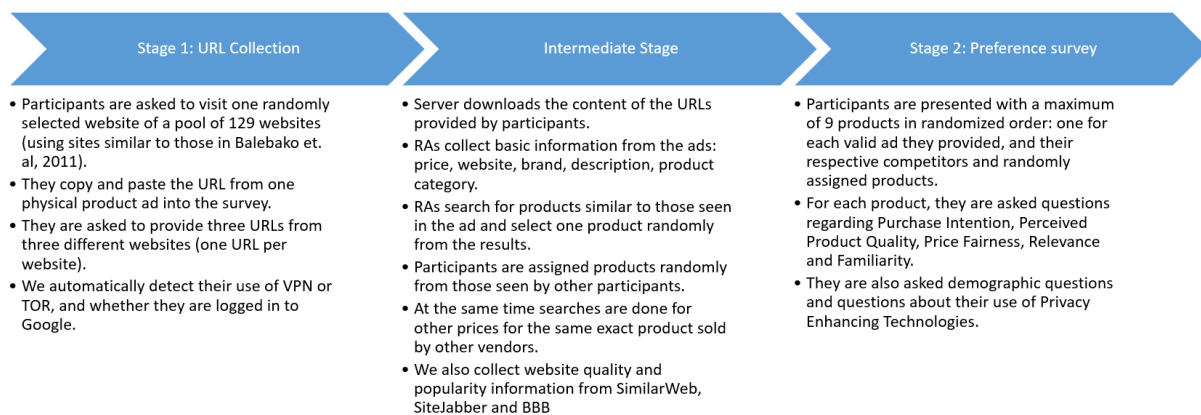 Stage 1: URL Collection
• Participants are asked to visit one randomly
selected website of a pool of 129 websites
(using sites similar to those in Balebako et.
al, 2011).
• They copy and paste the URL from one
physical product ad into the survey.
• They are asked to provide three URLs from
three different websites (one URL per
website).
• We automatically detect their use of VPN or
TOR, and whether they are logged in to
Google.
Intermediate Stage
• Server downloads the content of the URLs
provided by participants.
• RAs collect basic information from the ads:
price, website, brand, description, product
category.
• RAs search for products similar to those seen
in the ad and select one product randomly
from the results.
• Participants are assigned products randomly
from those seen by other participants.
• At the same time searches are done for
other prices for the same exact product sold
by other vendors.
• We also collect website quality and
popularity information from SimilarWeb,
SiteJabber and BBB
Stage 2: Preference survey
• Participants are presented with a maximum
of 9 products in randomized order: one for
each valid ad they provided, and their
respective competitors and randomly
assigned products.
• For each product, they are asked questions
regarding Purchase Intention, Perceived
Product Quality, Price Fairness, Relevance
and Familiarity.
• They are also asked demographic questions
and questions about their use of Privacy
Enhancing Technologies.